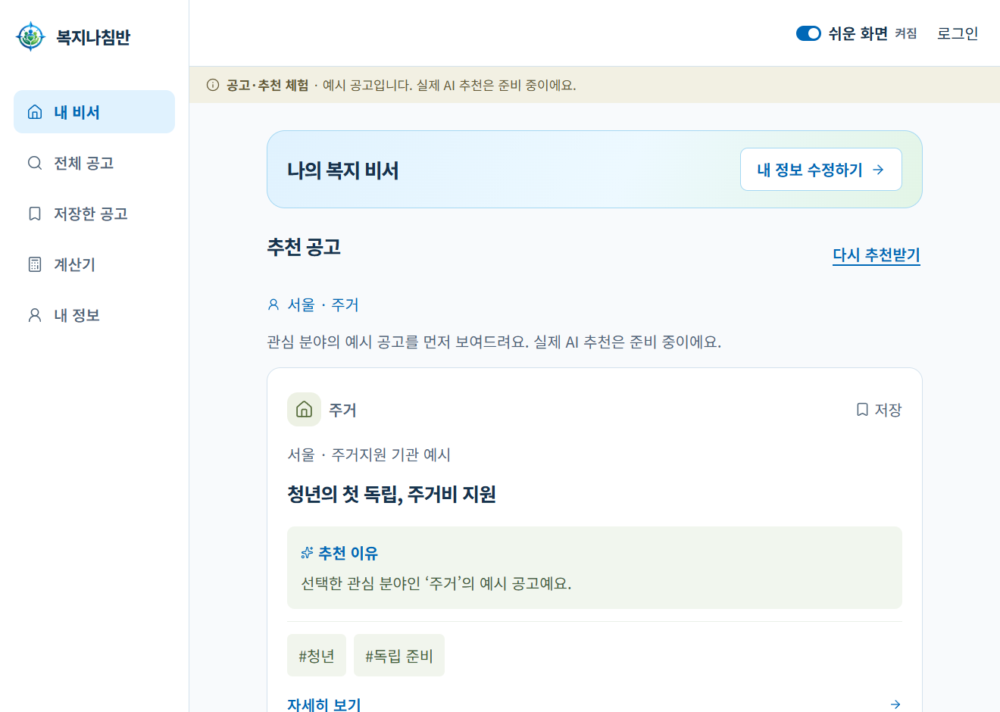 복지나침반
쉬운 화면 켜짐 로그인
내 비서
전체 공고
저장한 공고
계산기
내 정보
공고·추천 체험 · 예시 공고입니다. 실제 AI 추천은 준비 중이에요.
나의 복지 비서
내 정보 수정하기 →
추천 공고
다시 추천받기
서울 · 주거
관심 분야의 예시 공고를 먼저 보여드려요. 실제 AI 추천은 준비 중이에요.
주거
저장
서울 · 주거지원 기관 예시
청년의 첫 독립, 주거비 지원
추천 이유
선택한 관심 분야인 ‘주거’의 예시 공고예요.
#청년 #독립 준비
자세히 보기 →